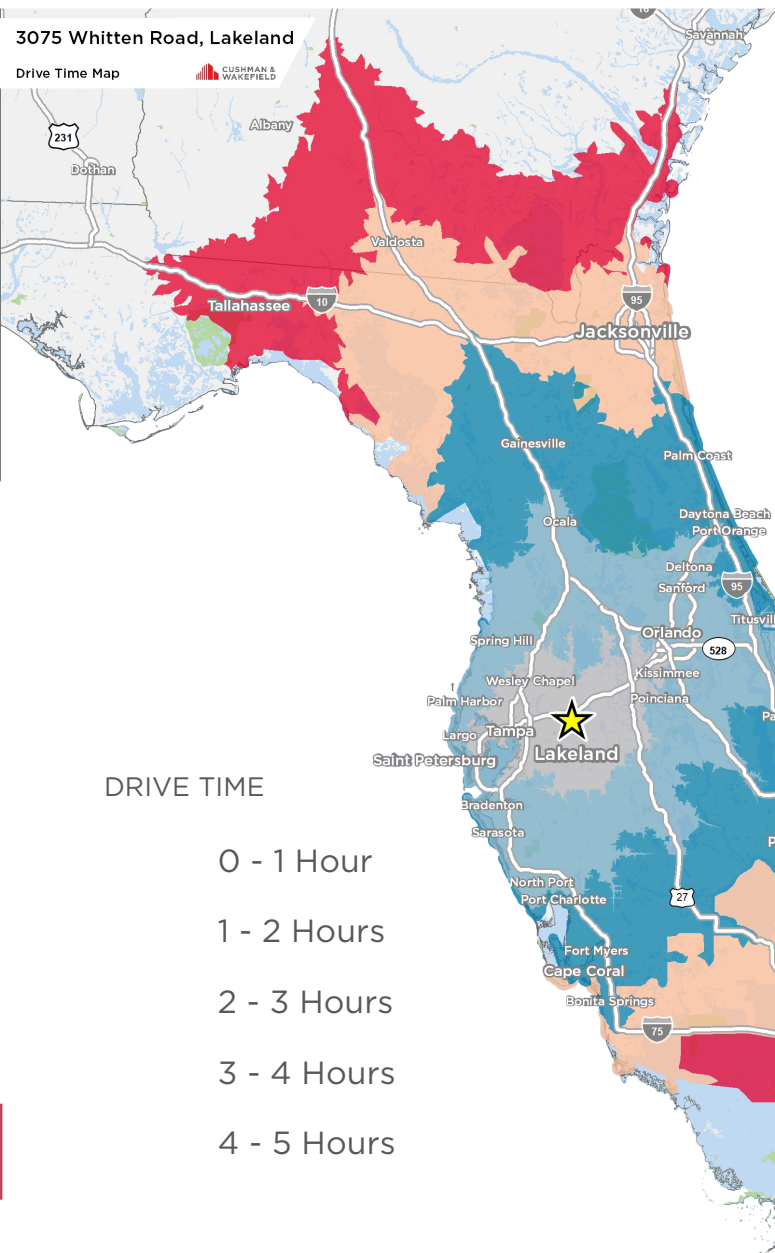 3075 Whitten Road, Lakeland
Drive Time Map
CUSHMAN &
WAKEFIELD
Savannah
Albany
231
Dothan
Valdosta
Tallahassee
10
95
Jacksonville
Gainesville
Palm Coast
Ocala
Daytona Beach
Port Orange
Deltona
Sanford
95
Titusvill
Spring Hill
Orlando
528
Wesley Chapel
Kissimmee
Palm Harbor
Poinciana
Pa
Largo
Tampa
Lakeland
Saint Petersburg
Bradenton
Sarasota
P
North Port
Port Charlotte
27
Fort Myers
Cape Coral
Bonita Springs
75
DRIVE TIME
0 - 1 Hour
1 - 2 Hours
2 - 3 Hours
3 - 4 Hours
4 - 5 Hours